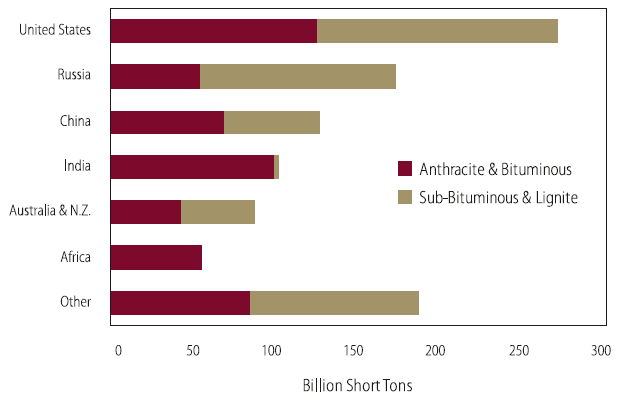 United States
Russia
China
India
Australia & N.Z.
Africa
Other
Anthracite & Bituminous
Sub-Bituminous & Lignite
0 50 100 150 200 250 300
Billion Short Tons